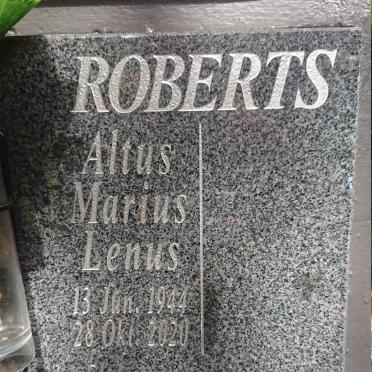 ROBERTS
Altus
Marius
Lenus
13 Jun. 1944
28 Okt. 2020